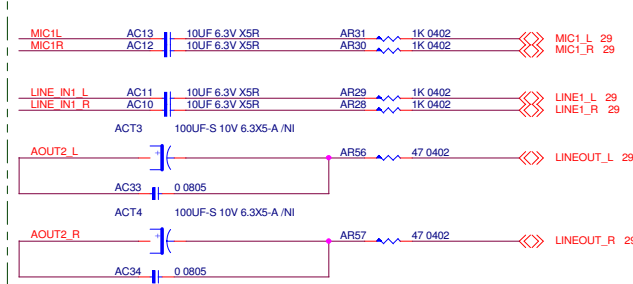 MIC1L AC13 10UF 6.3V X5R AR31 1K 0402 MIC1_L 29
MIC1R AC12 10UF 6.3V X5R AR30 1K 0402 MIC1_R 29
LINE_IN1_L AC11 10UF 6.3V X5R AR29 1K 0402 LINE1_L 29
LINE_IN1_R AC10 10UF 6.3V X5R AR28 1K 0402 LINE1_R 29
ACT3 100UF-S 10V 6.3X5-A /NI
AOUT2_L AR56 47 0402 LINEOUT_L 29
AC33 0 0805
ACT4 100UF-S 10V 6.3X5-A /NI
AOUT2_R AR57 47 0402 LINEOUT_R 29
AC34 0 0805